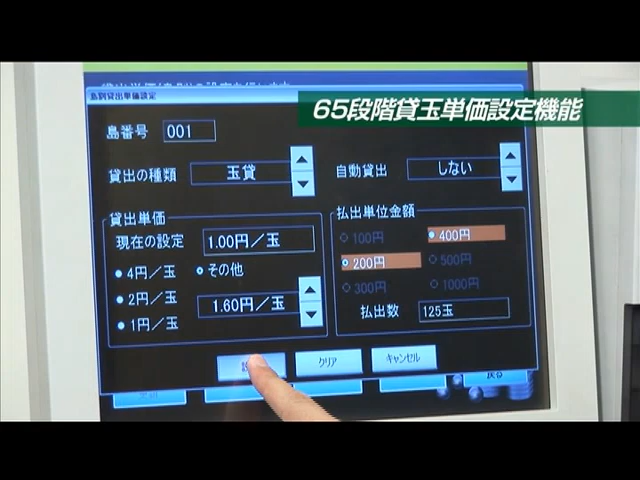 島別貸出単価設定
65段階貸玉単価設定機能
島番号 001
貸出の種類 玉貸
自動貸出 しない
貸出単価
現在の設定 1.00円／玉
4円／玉 その他
2円／玉 1.60円／玉
1円／玉
払出単位金額
100円 400円
200円 500円
300円 1000円
払出数 125玉
クリア キャンセル
戻る